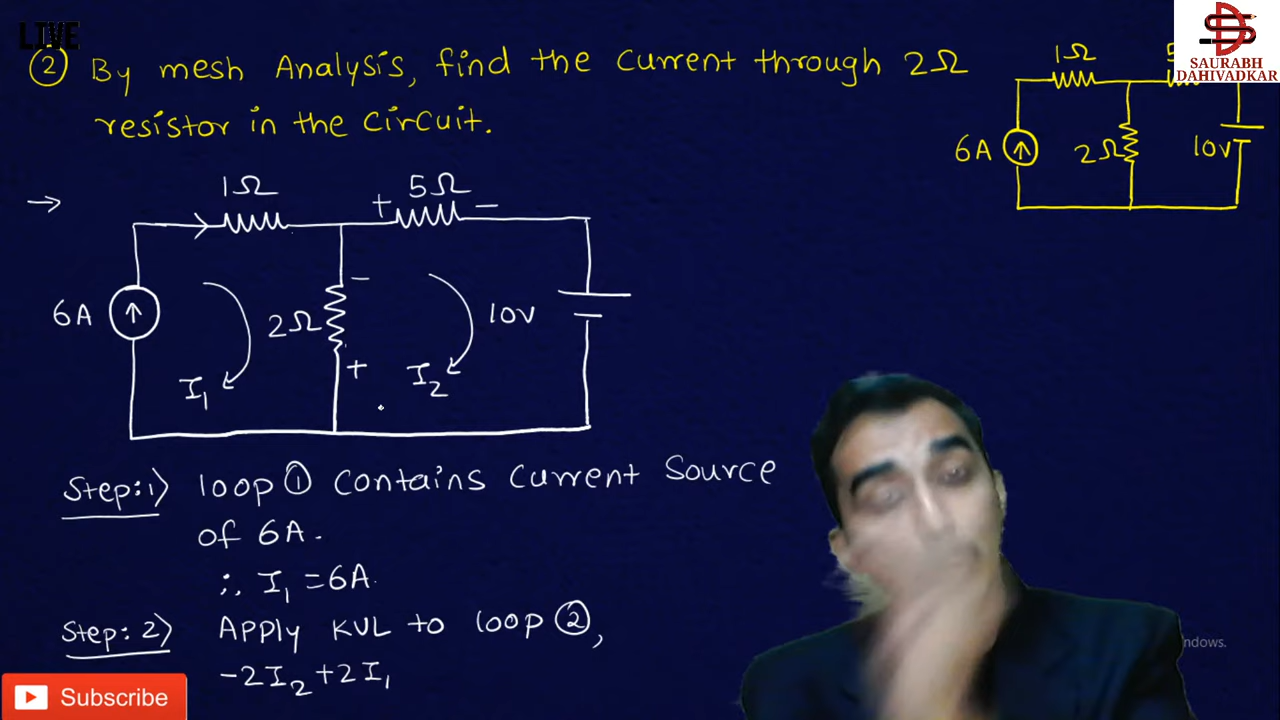 LIVE
② By mesh Analysis, find the current through 2Ω
resistor in the circuit.
SAURABH
DAHIVADKAR
1Ω 5
6A 2Ω 10V
→ 1Ω + 5Ω −
−
6A 2Ω 10V
+
I₁ I₂
Step:1) loop ① contains current source
of 6A.
∴ I₁ = 6A.
Step: 2) Apply KVL to loop ②,
-2I₂ + 2I₁
Subscribe
ndows.